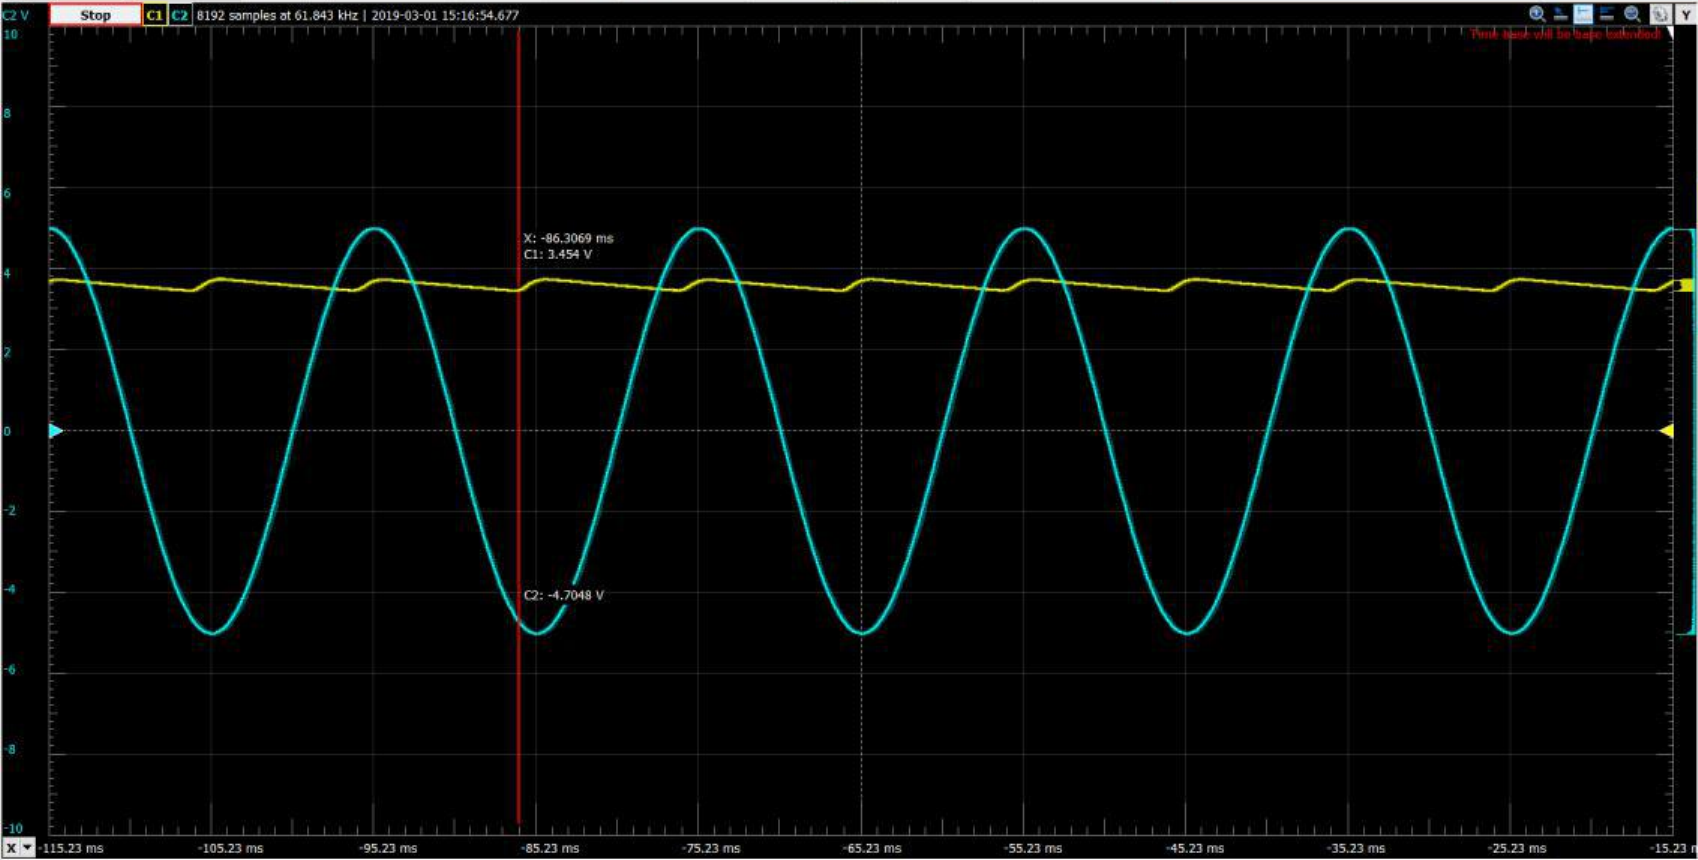 C2 V Stop C1 C2 8192 samples at 61.843 kHz | 2019-03-01 15:16:54.677 Y
10
8
6
4
2
0
-2
-4
-6
-8
-10
X: -86.3069 ms
C1: 3.454 V
C2: -4.7048 V
X -115.23 ms -105.23 ms -95.23 ms -85.23 ms -75.23 ms -65.23 ms -55.23 ms -45.23 ms -35.23 ms -25.23 ms -15.23